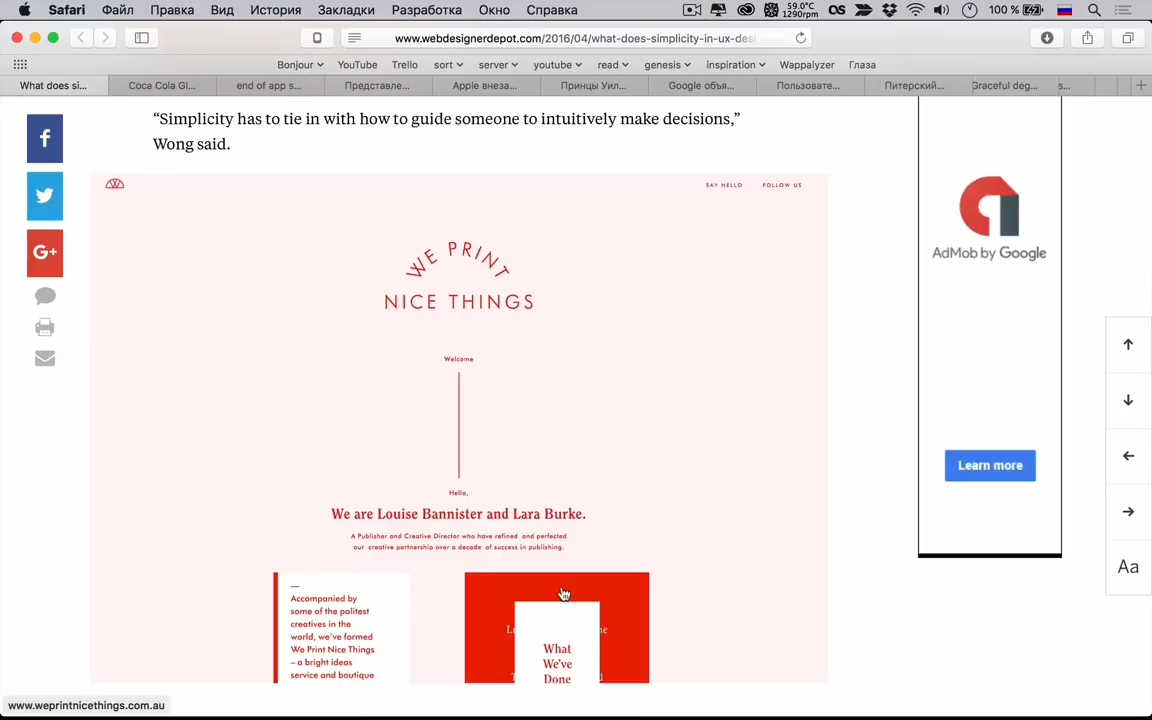 Safari Файл Правка Вид История Закладки Разработка Окно Справка 59.0°C 1290rpm 100 %
www.webdesignerdepot.com/2016/04/what-does-simplicity-in-ux-des
Bonjour YouTube Trello sort server youtube read genesis inspiration Wappalyzer Глаза
What does si... Coca Cola Gl... end of app s... Представле... Apple внеза... Принцы Уил... Google объя... Пользовате... Питерский... Graceful deg... s...
“Simplicity has to tie in with how to guide someone to intuitively make decisions,”
Wong said.
f
G+
SAY HELLO FOLLOW US
WE PRINT
NICE THINGS
Welcome
Hello,
We are Louise Bannister and Lara Burke.
A Publisher and Creative Director who have refined and perfected
our creative partnership over a decade of success in publishing.
Accompanied by
some of the politest
creatives in the
world, we’ve formed
We Print Nice Things
– a bright ideas
service and boutique
What
We’ve
Done
AdMob by Google
Learn more
Aa
www.weprintnicethings.com.au